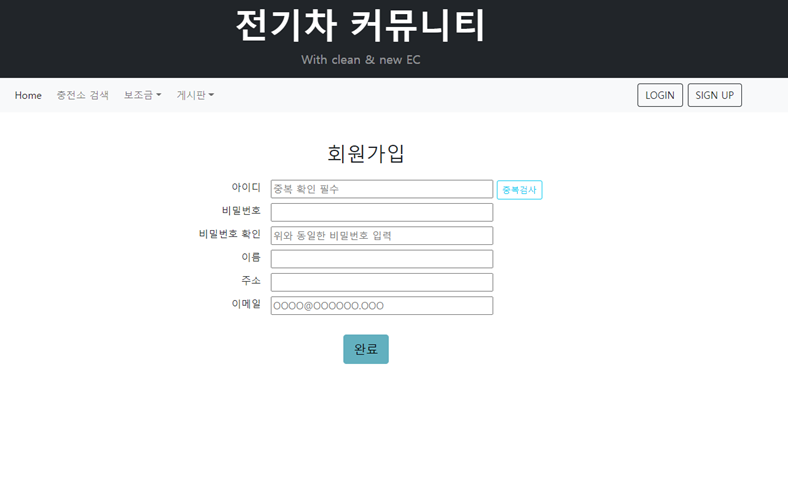 전기차 커뮤니티
With clean & new EC
Home 충전소 검색 보조금 게시판 LOGIN SIGN UP
회원가입
아이디 중복 확인 필수 중복검사
비밀번호
비밀번호 확인 위와 동일한 비밀번호 입력
이름
주소
이메일 OOOO@OOOOOO.OOO
완료